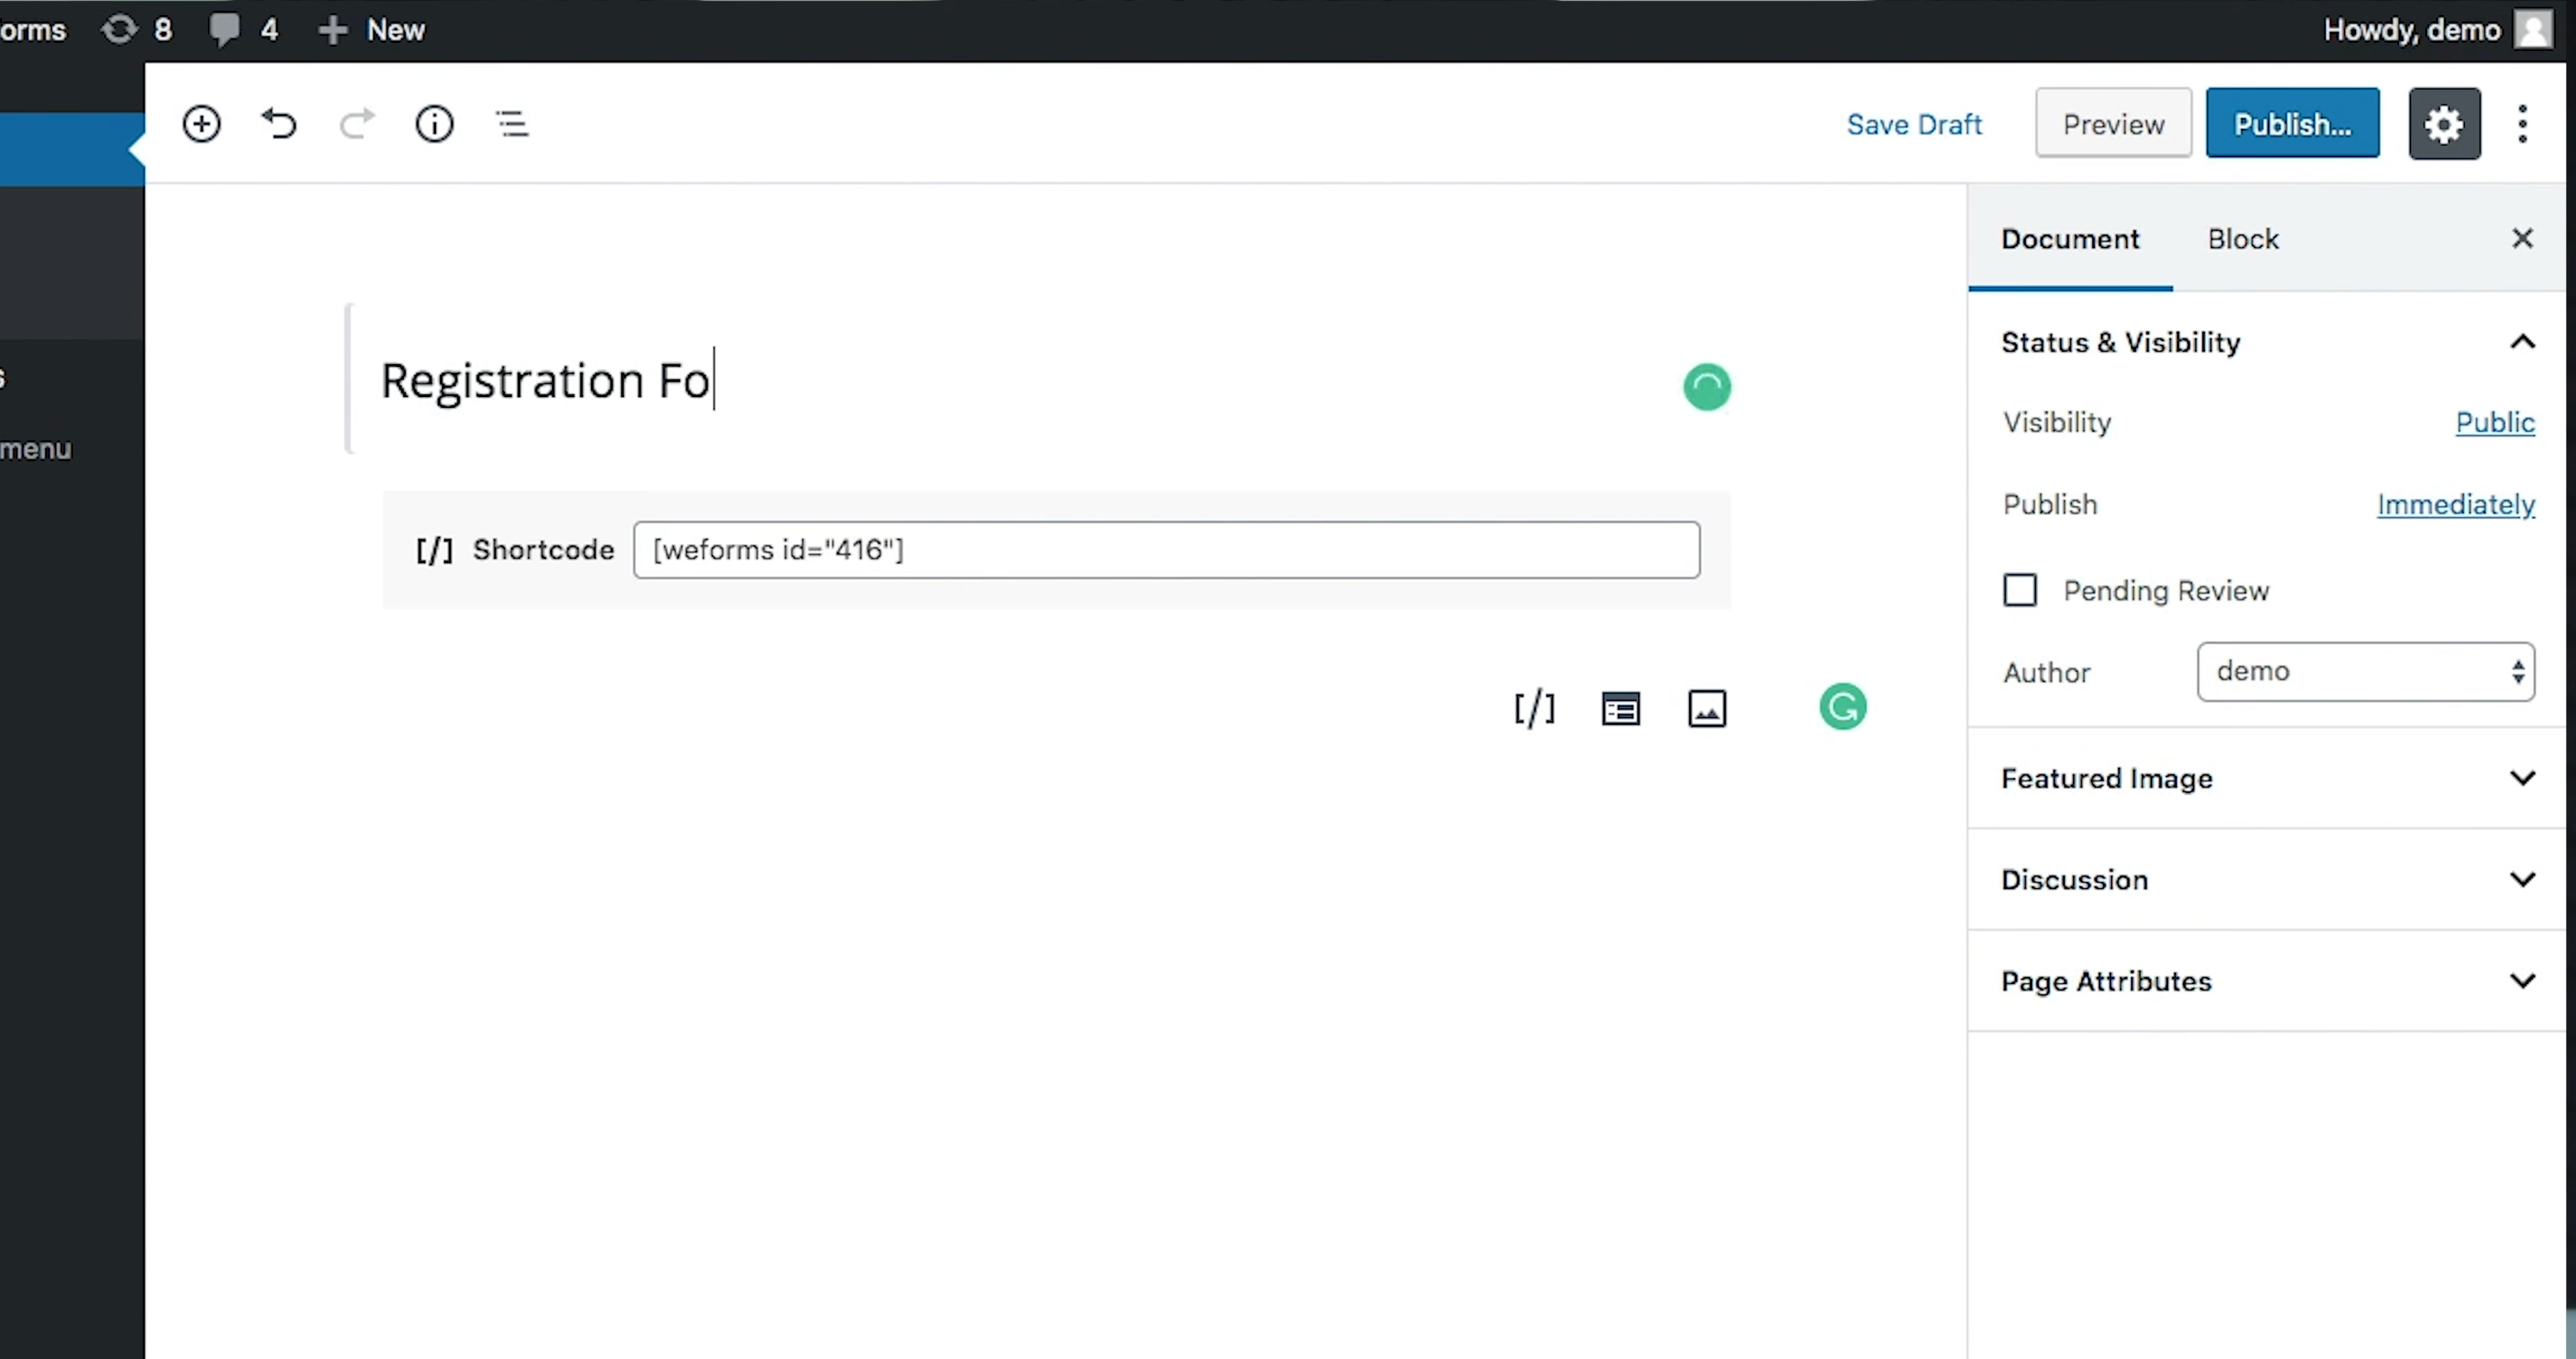 orms 8 4 New Howdy, demo
Save Draft Preview Publish...
Document Block
Status & Visibility
Registration Fo
Visibility Public
s
menu
Publish Immediately
[/] Shortcode [weforms id="416"]
Pending Review
Author demo
[/]
Featured Image
Discussion
Page Attributes